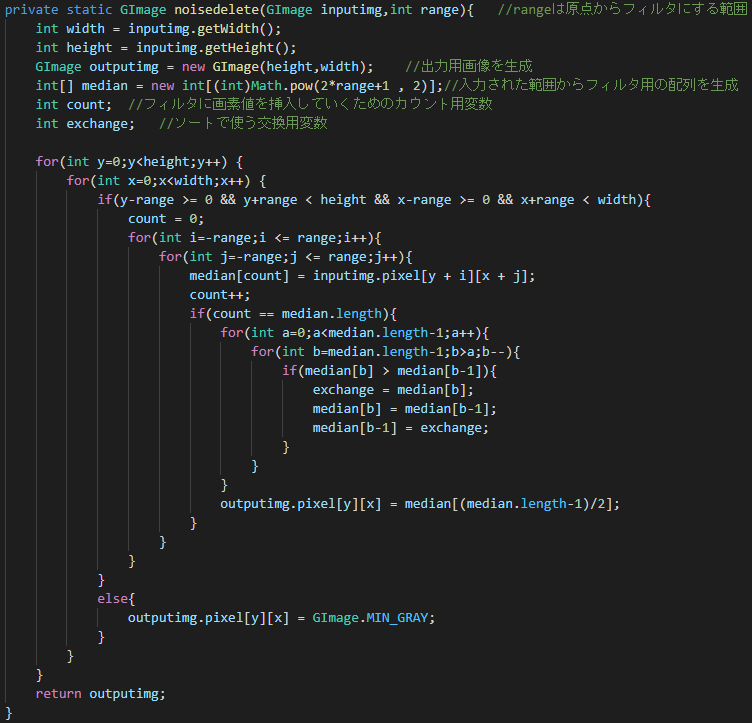 private static GImage noisedelete(GImage inputimg,int range){   //rangeは原点からフィルタにする範囲
    int width = inputimg.getWidth();
    int height = inputimg.getHeight();
    GImage outputimg = new GImage(height,width);    //出力用画像を生成
    int[] median = new int[(int)Math.pow(2*range+1 , 2)];//入力された範囲からフィルタ用の配列を生成
    int count;  //フィルタに画素値を挿入していくためのカウント用変数
    int exchange;   //ソートで使う交換用変数

    for(int y=0;y<height;y++) {
        for(int x=0;x<width;x++) {
            if(y-range >= 0 && y+range < height && x-range >= 0 && x+range < width){
                count = 0;
                for(int i=-range;i <= range;i++){
                    for(int j=-range;j <= range;j++){
                        median[count] = inputimg.pixel[y + i][x + j];
                        count++;
                        if(count == median.length){
                            for(int a=0;a<median.length-1;a++){
                                for(int b=median.length-1;b>a;b--){
                                    if(median[b] > median[b-1]){
                                        exchange = median[b];
                                        median[b] = median[b-1];
                                        median[b-1] = exchange;
                                    }
                                }
                            }
                            outputimg.pixel[y][x] = median[(median.length-1)/2];
                        }
                    }
                }
            }
            else{
                outputimg.pixel[y][x] = GImage.MIN_GRAY;
            }
        }
    }
    return outputimg;
}